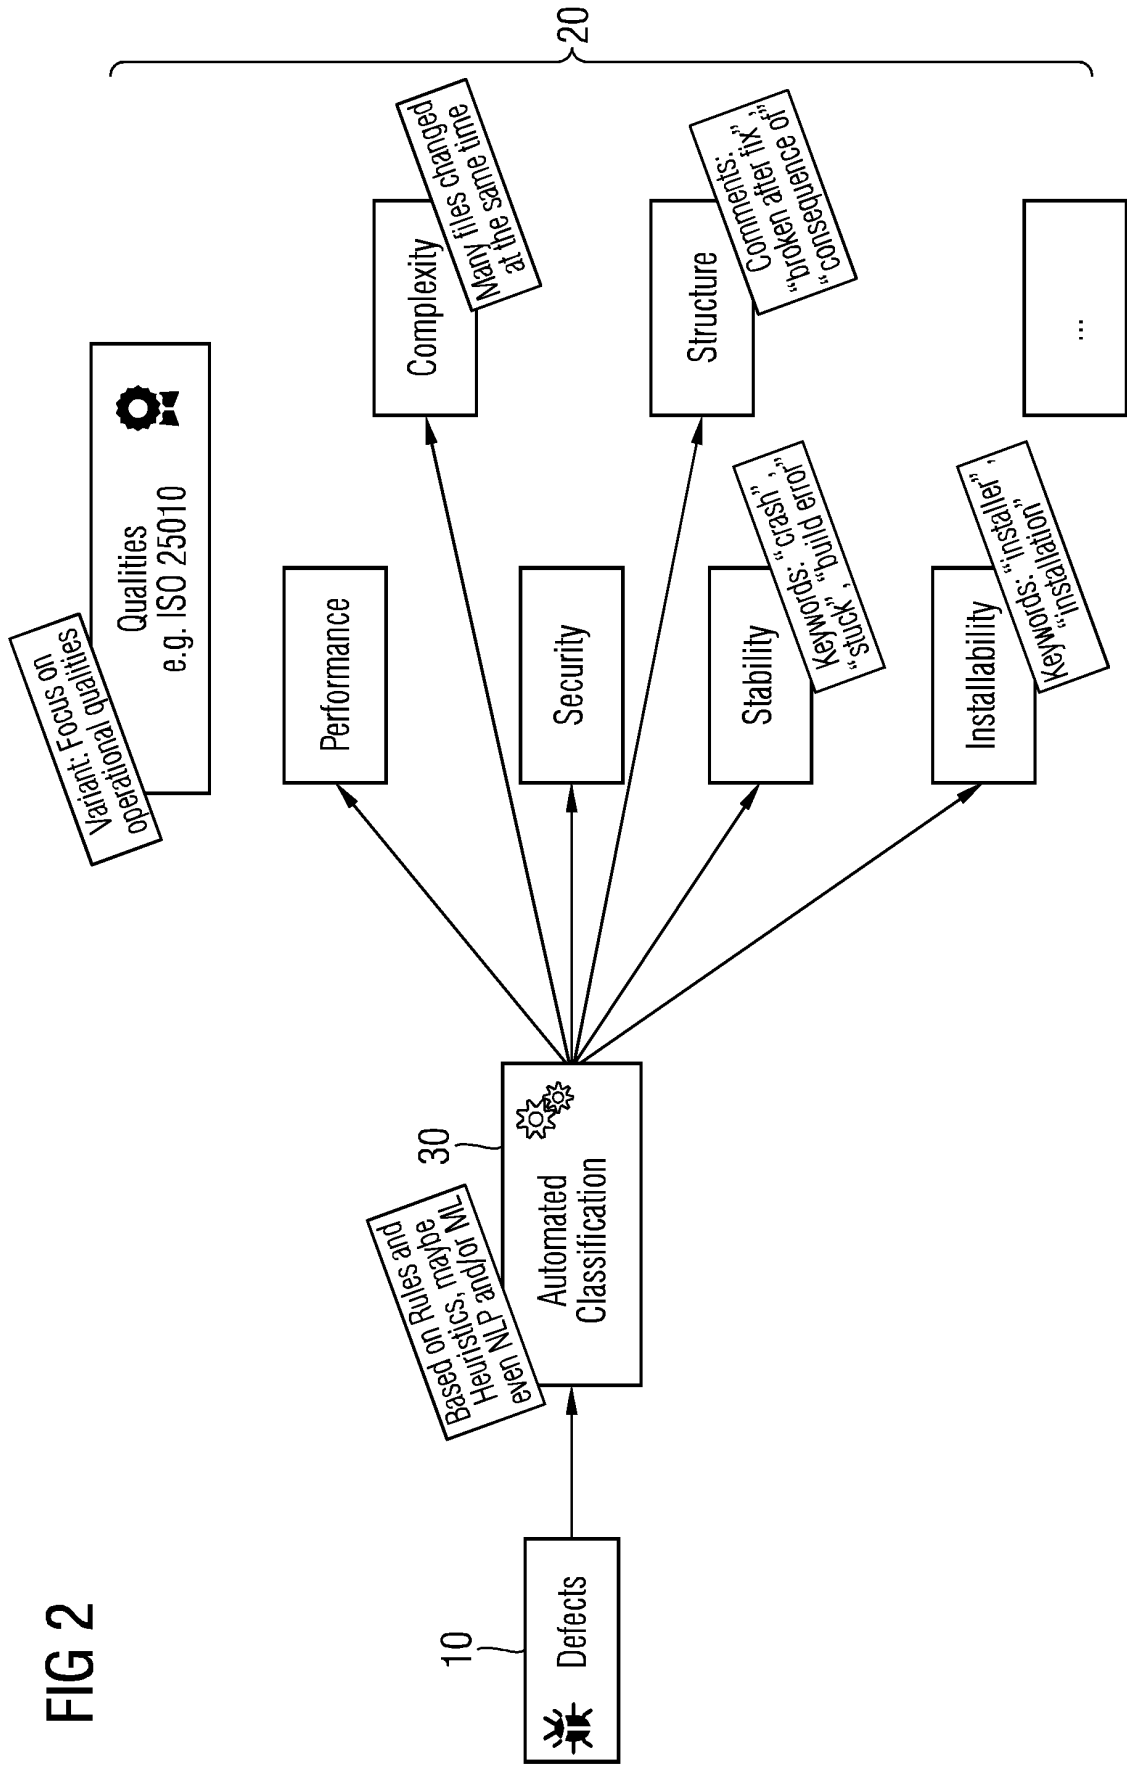 FIG 2
Variant: Focus on
operational qualities
Qualities
e.g. ISO 25010
20
Performance
Complexity
Many files changed
at the same time
Based on Rules and
Heuristics, maybe
even NLP and/or ML
30
10
Defects
Automated
Classification
Security
Structure
Comments:
“broken after fix”,
“consequence of”
Stability
Keywords: “crash”,
“stuck”, “build error”
Installability
Keywords: “installer”,
“installation”
...